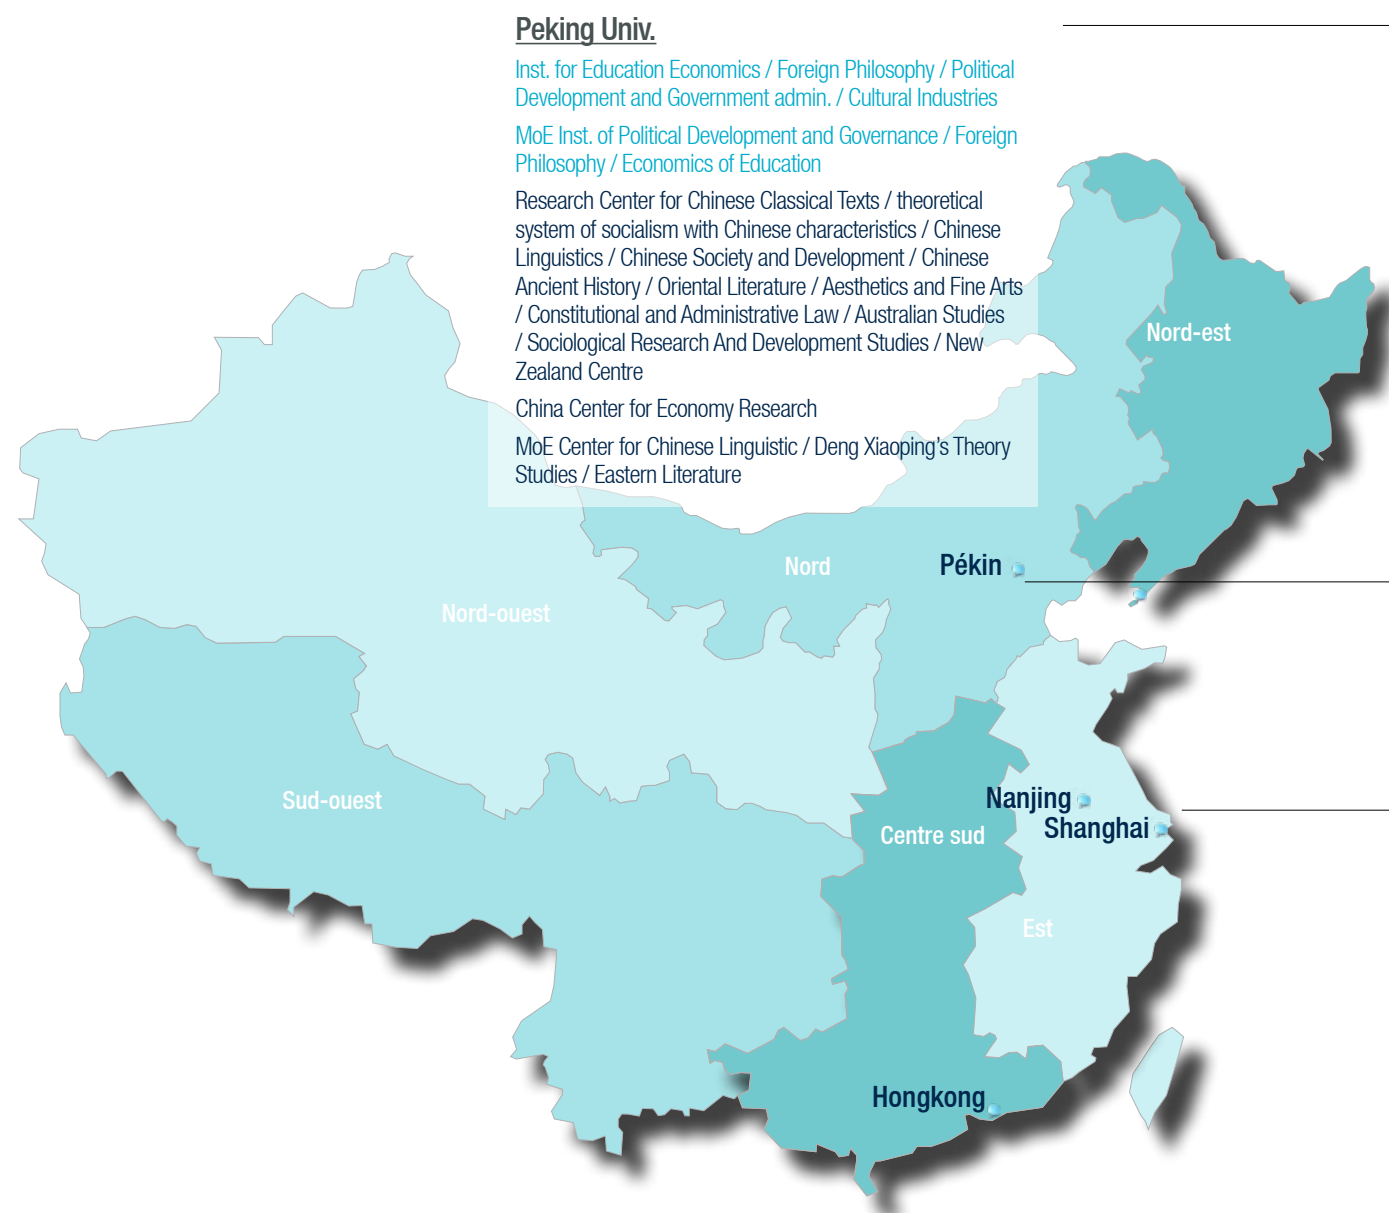 Peking Univ.
Inst. for Education Economics / Foreign Philosophy / Political
Development and Government admin. / Cultural Industries
MoE Inst. of Political Development and Governance / Foreign
Philosophy / Economics of Education
Research Center for Chinese Classical Texts / theoretical
system of socialism with Chinese characteristics / Chinese
Linguistics / Chinese Society and Development / Chinese
Ancient History / Oriental Literature / Aesthetics and Fine Arts
/ Constitutional and Administrative Law / Australian Studies
/ Sociological Research And Development Studies / New
Zealand Centre
China Center for Economy Research
MoE Center for Chinese Linguistic / Deng Xiaoping's Theory
Studies / Eastern Literature
Nord-est
Nord
Pékin
Nord-ouest
Sud-ouest
Nanjing
Shanghai
Centre sud
Est
Hongkong